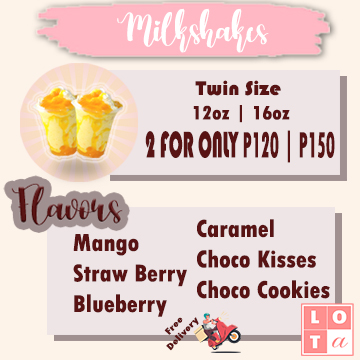 Milkshakes
Twin Size
12oz | 16oz
2 FOR ONLY P120 | P150
Flavors
Mango
Straw Berry
Blueberry
Caramel
Choco Kisses
Choco Cookies
Free
Delivery
L O
T a